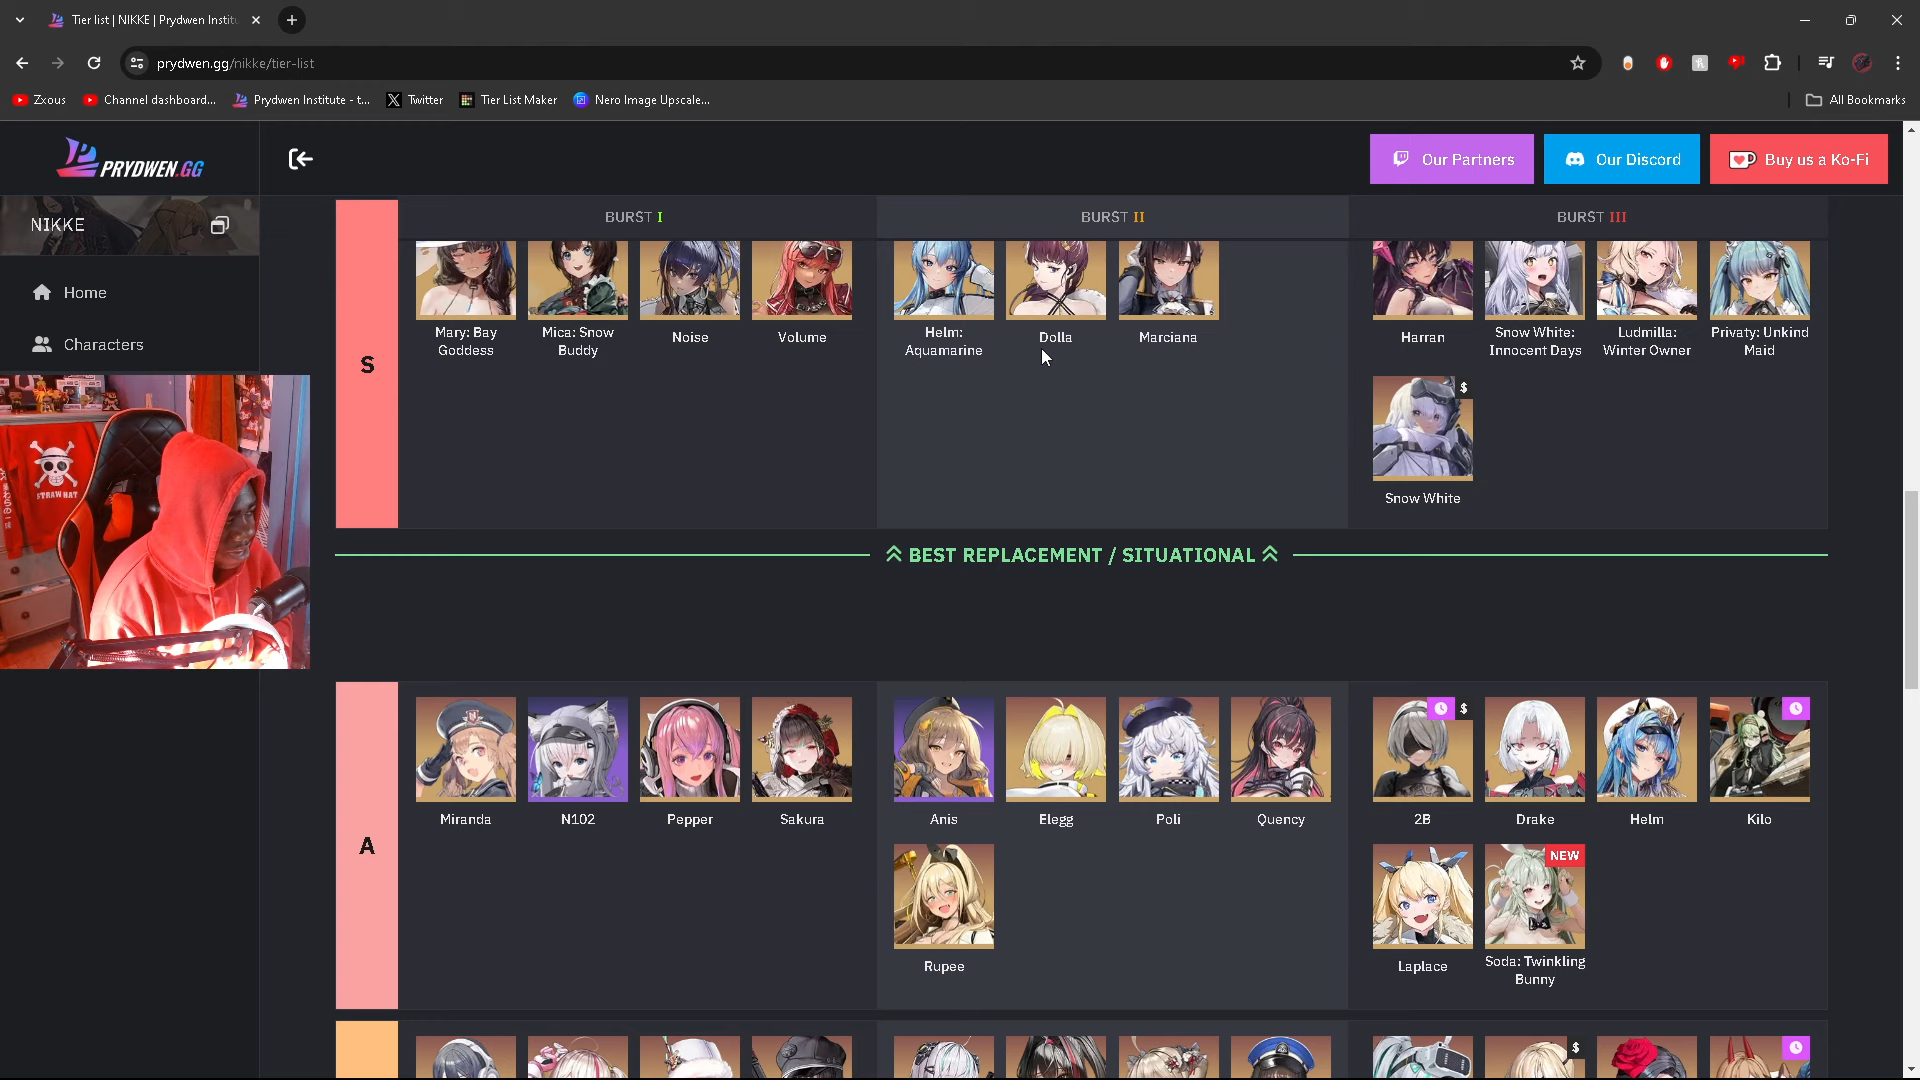 Tier list | NIKKE | Prydwen Instit
prydwen.gg/nikke/tier-list
Zxous
Channel dashboard...
Prydwen Institute - t...
Twitter
Tier List Maker
Nero Image Upscale...
All Bookmarks
PRYDWEN.GG
Our Partners
Our Discord
Buy us a Ko-Fi
NIKKE
Home
Characters
STRAW HAT
BURST I
BURST II
BURST III
S
Mary: Bay Goddess
Mica: Snow Buddy
Noise
Volume
Helm: Aquamarine
Dolla
Marciana
Harran
Snow White: Innocent Days
Ludmilla: Winter Owner
Privaty: Unkind Maid
$
Snow White
BEST REPLACEMENT / SITUATIONAL
A
Miranda
N102
Pepper
Sakura
Anis
Elegg
Poli
Quency
$
2B
Drake
Helm
Kilo
Rupee
Laplace
NEW
Soda: Twinkling Bunny
$